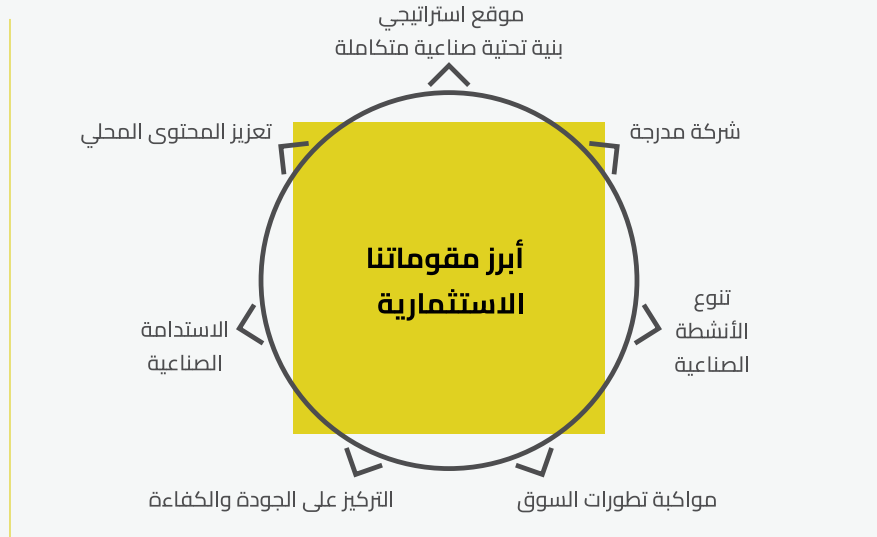 موقع استراتيجي
بنية تحتية صناعية متكاملة
شركة مدرجة
تعزيز المحتوى المحلي
أبرز مقوماتنا
الاستثمارية
تنوع
الأنشطة
الصناعية
الاستدامة
الصناعية
مواكبة تطورات السوق
التركيز على الجودة والكفاءة